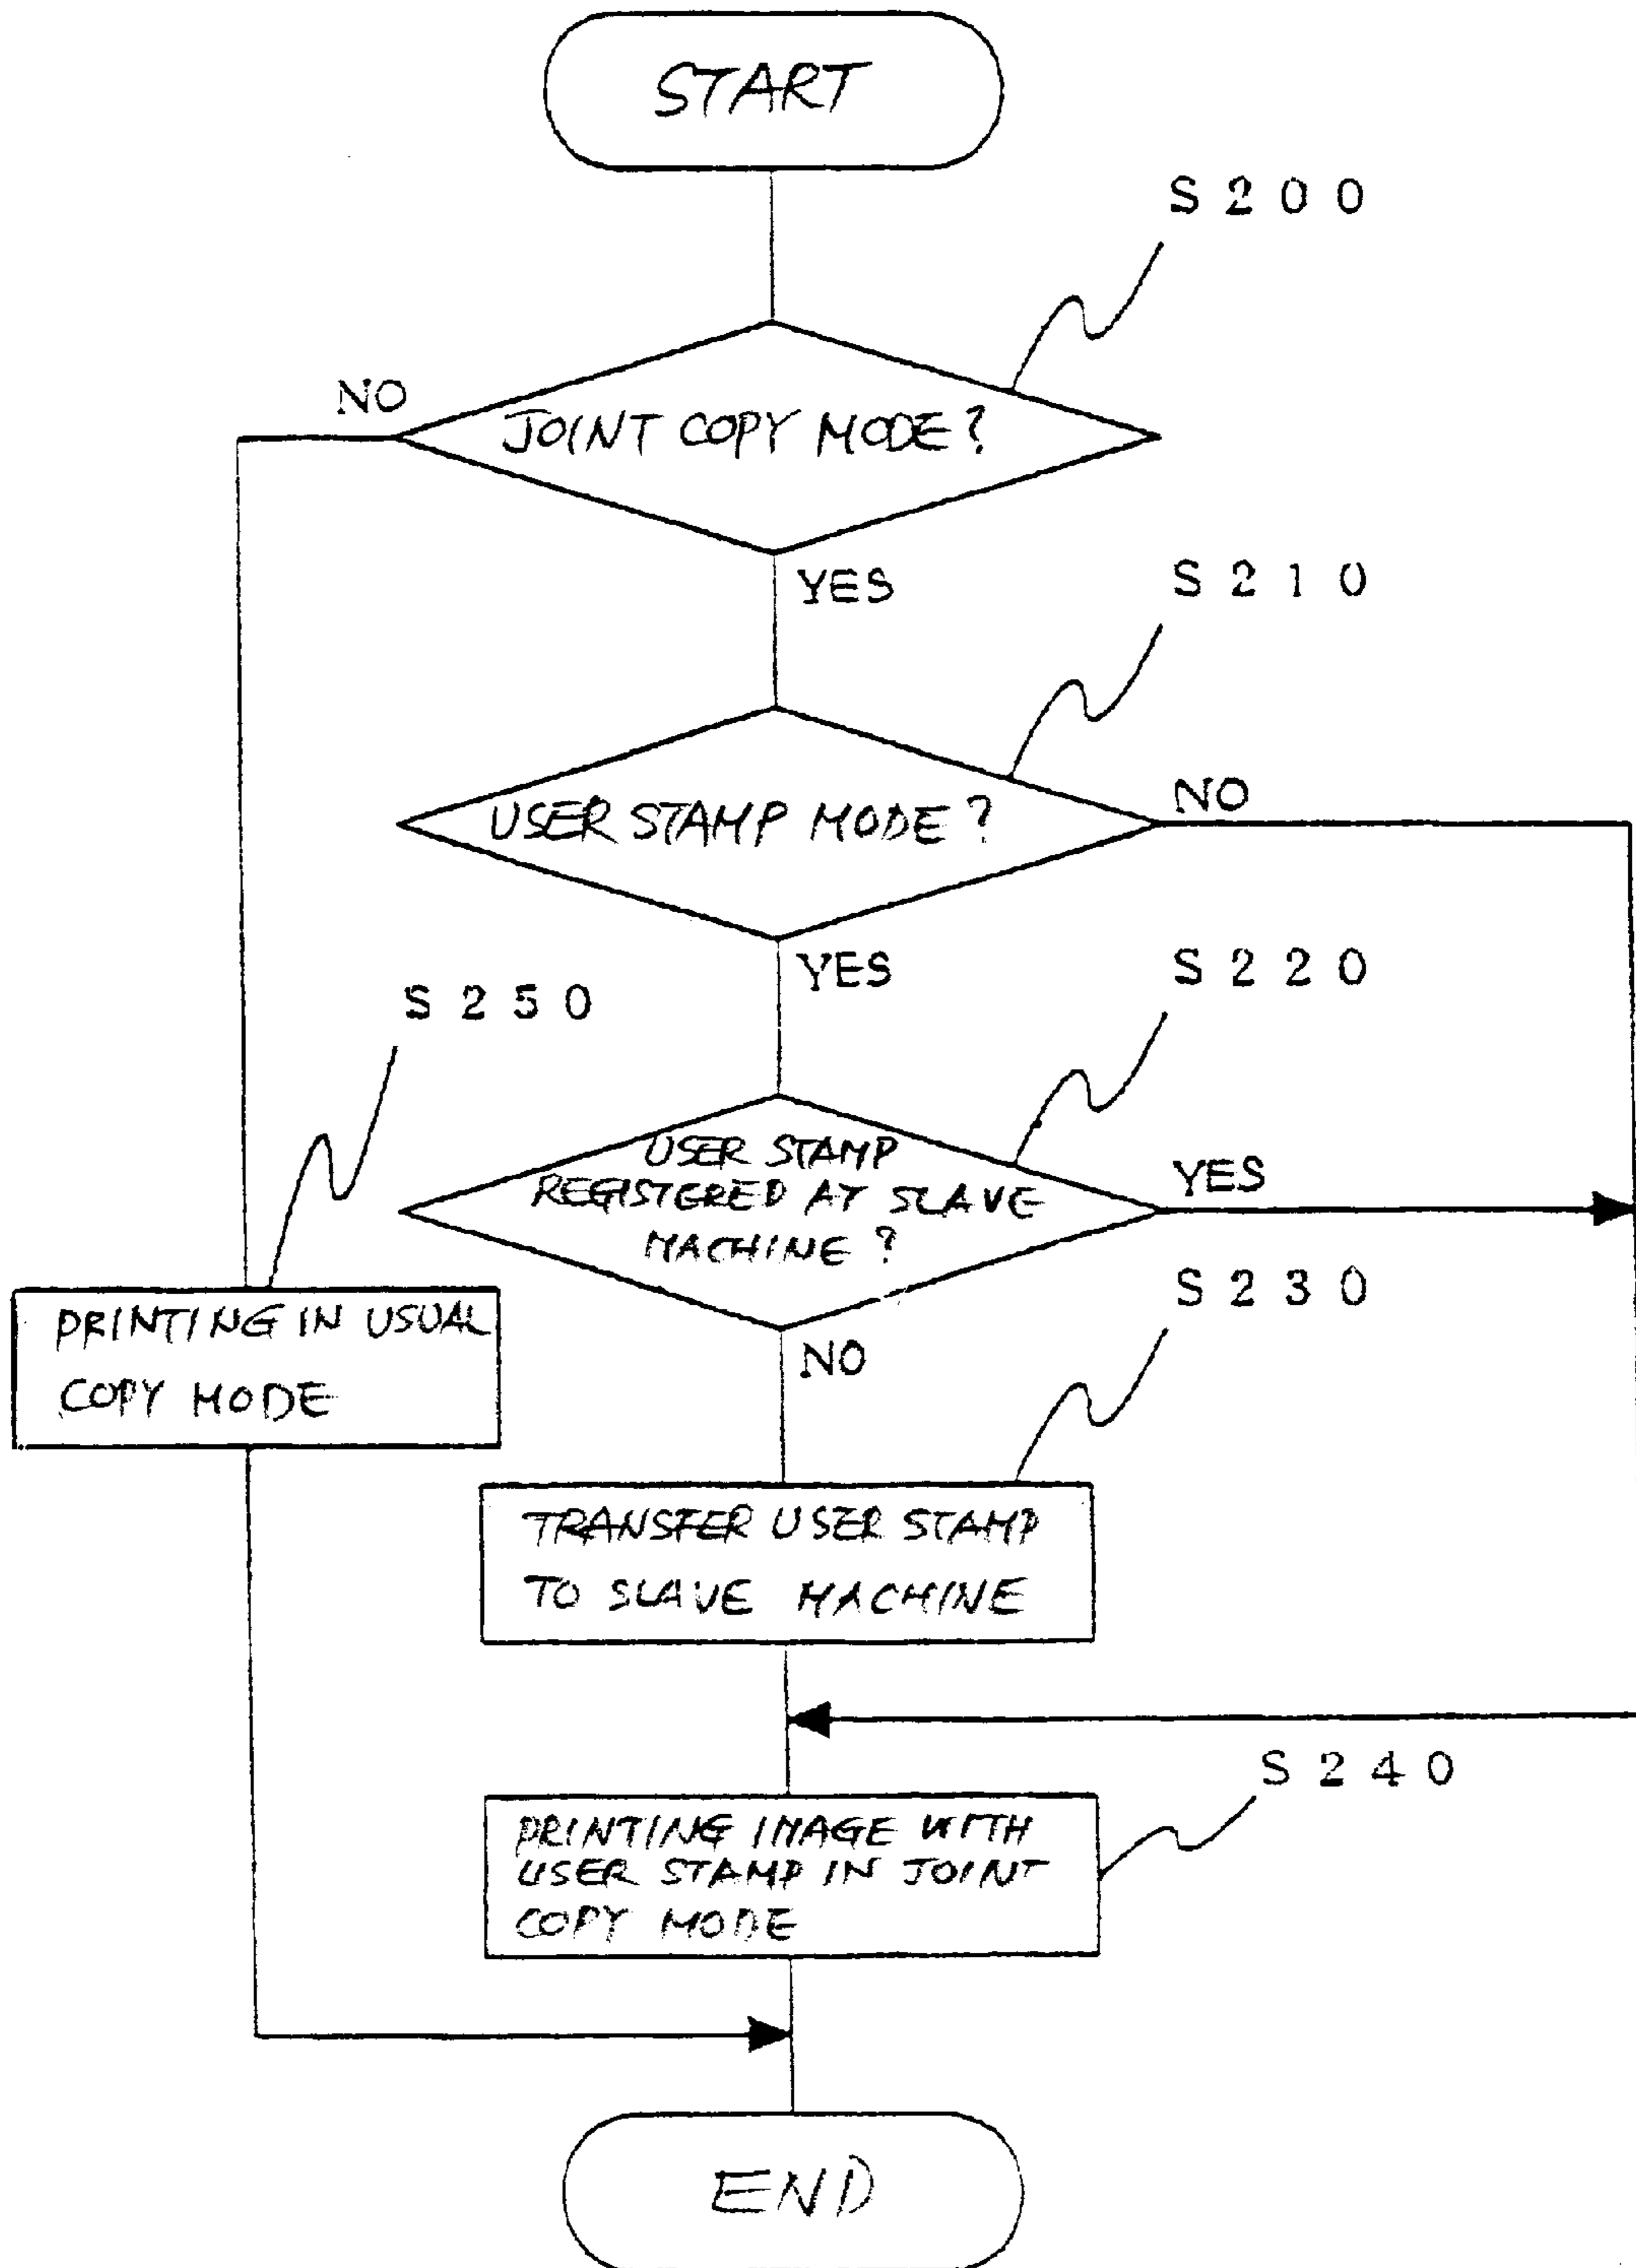 START
S200
NO
JOINT COPY MODE?
YES
S210
USER STAMP MODE?
NO
YES
S220
S250
USER STAMP
REGISTERED AT SLAVE
MACHINE?
YES
S230
NO
PRINTING IN USUAL
COPY MODE
TRANSFER USER STAMP
TO SLAVE MACHINE
S240
PRINTING IMAGE WITH
USER STAMP IN JOINT
COPY MODE
END